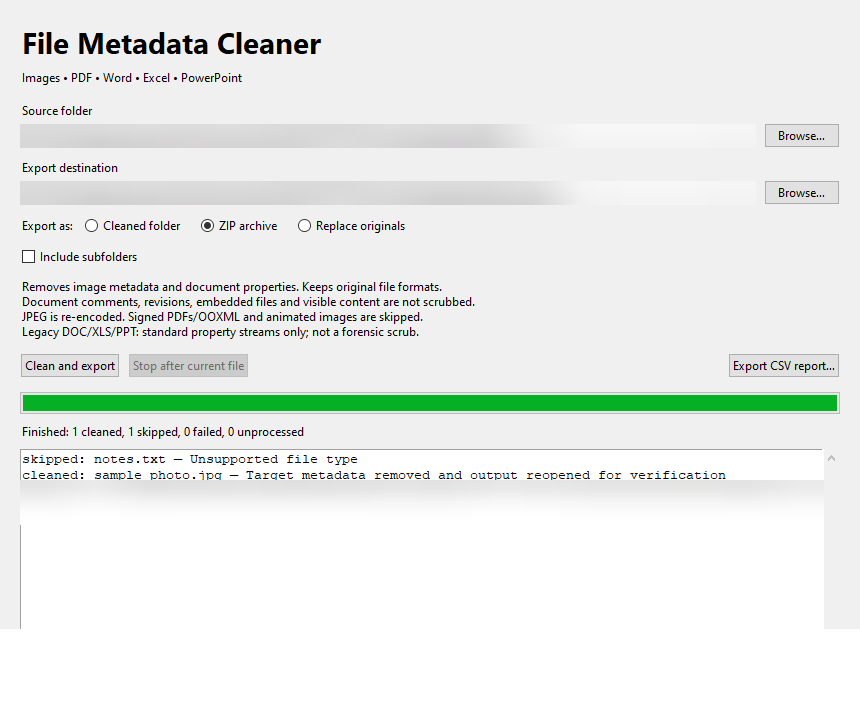 File Metadata Cleaner
Images • PDF • Word • Excel • PowerPoint
Source folder
Browse...
Export destination
Browse...
Export as: Cleaned folder ZIP archive Replace originals
Include subfolders
Removes image metadata and document properties. Keeps original file formats.
Document comments, revisions, embedded files and visible content are not scrubbed.
JPEG is re-encoded. Signed PDFs/OOXML and animated images are skipped.
Legacy DOC/XLS/PPT: standard property streams only; not a forensic scrub.
Clean and export Stop after current file Export CSV report...
Finished: 1 cleaned, 1 skipped, 0 failed, 0 unprocessed
skipped: notes.txt — Unsupported file type
cleaned: sample_photo.jpg — Target metadata removed and output reopened for verification